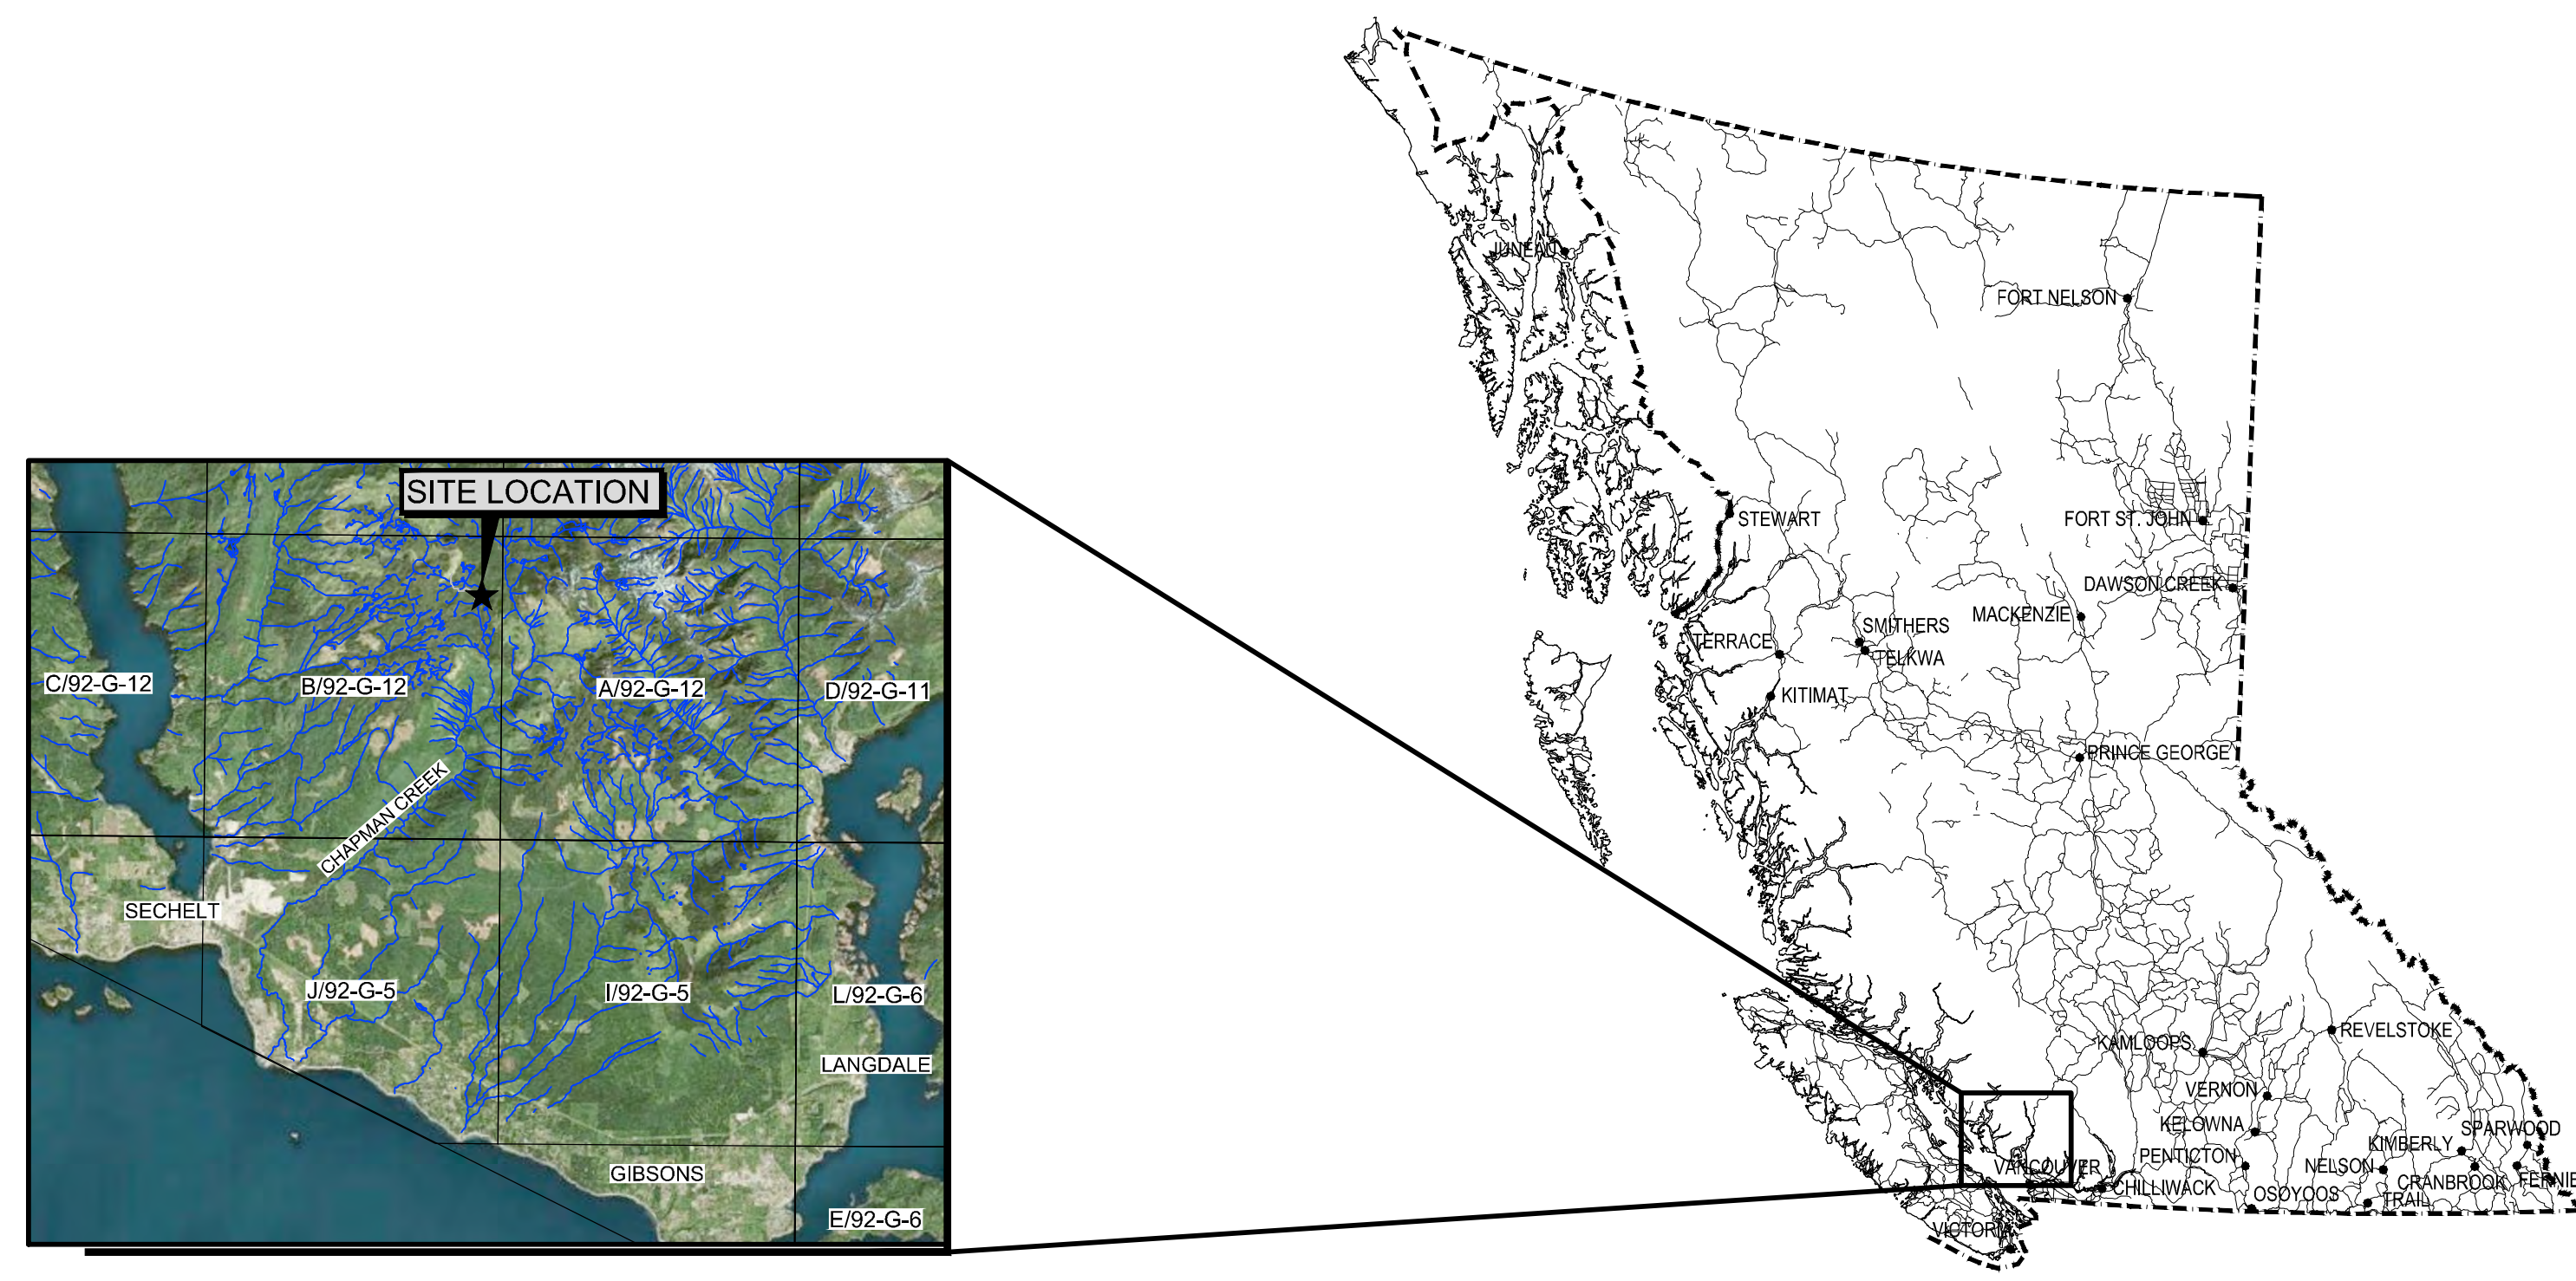 SITE LOCATION
C/92-G-12
B/92-G-12
A/92-G-12
D/92-G-11
CHAPMAN CREEK
SECHELT
J/92-G-5
I/92-G-5
L/92-G-6
LANGDALE
GIBSONS
E/92-G-6
JUNEAU
FORT NELSON
STEWART
FORT ST. JOHN
DAWSON CREEK
MACKENZIE
SMITHERS
TERRACE
TELKWA
KITIMAT
PRINCE GEORGE
REVELSTOKE
KAMLOOPS
VERNON
KELOWNA
SPARWOOD
KIMBERLY
PENTICTON
NELSON
VANCOUVER
CRANBROOK
FERNIE
CHILLIWACK
OSOYOOS
TRAIL
VICTORIA